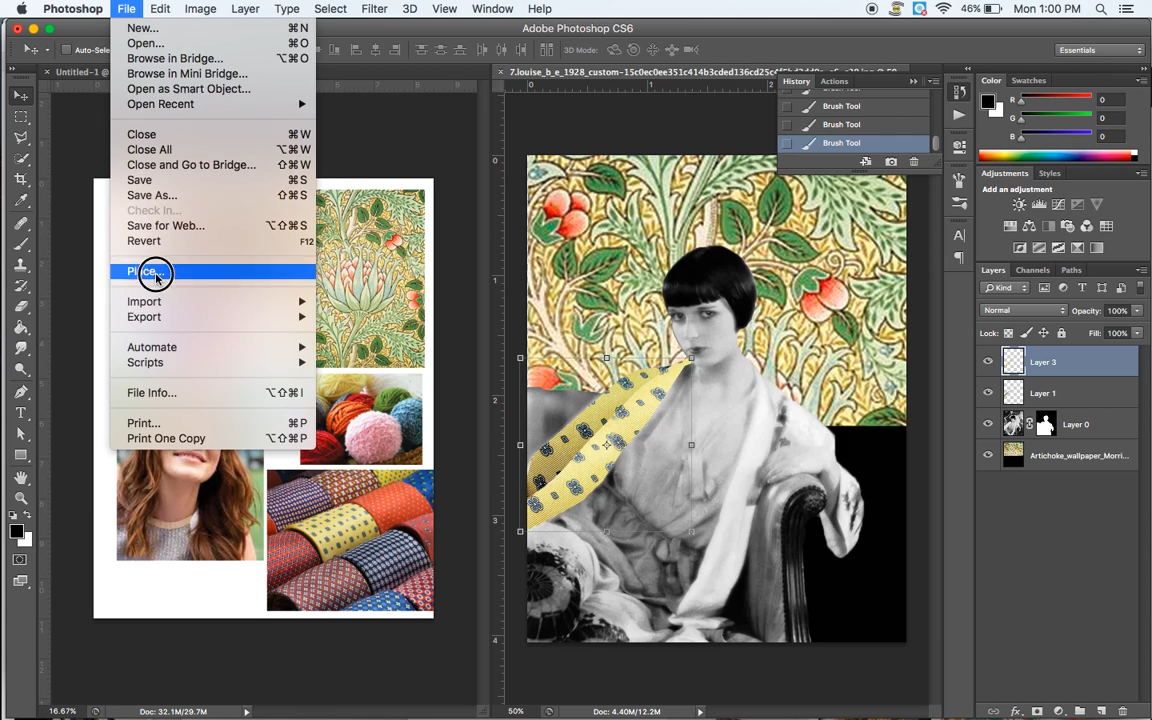 Photoshop File Edit Image Layer Type Select Filter 3D View Window Help 46% Mon 1:00 PM
Adobe Photoshop CS6
Auto-Sele
3D Mode:
Essentials
Untitled-1 @
New... ⌘N
Open... ⌘O
Browse in Bridge... ⌥⌘O
Browse in Mini Bridge...
Open as Smart Object...
Open Recent
Close ⌘W
Close All ⌥⌘W
Close and Go to Bridge... ⇧⌘W
Save ⌘S
Save As... ⇧⌘S
Check In...
Save for Web... ⌥⇧⌘S
Revert F12
Place...
Import
Export
Automate
Scripts
File Info... ⌥⇧⌘I
Print... ⌘P
Print One Copy ⌥⇧⌘P
History Actions
Brush Tool
Brush Tool
Brush Tool
Brush Tool
Color Swatches
R 0
G 0
B 0
Adjustments Styles
Add an adjustment
Layers Channels Paths
Kind
Normal Opacity: 100%
Lock: Fill: 100%
Layer 3
Layer 1
Layer 0
Artichoke_wallpaper_Morri...
16.67% Doc: 32.1M/29.7M
50% Doc: 4.40M/12.2M